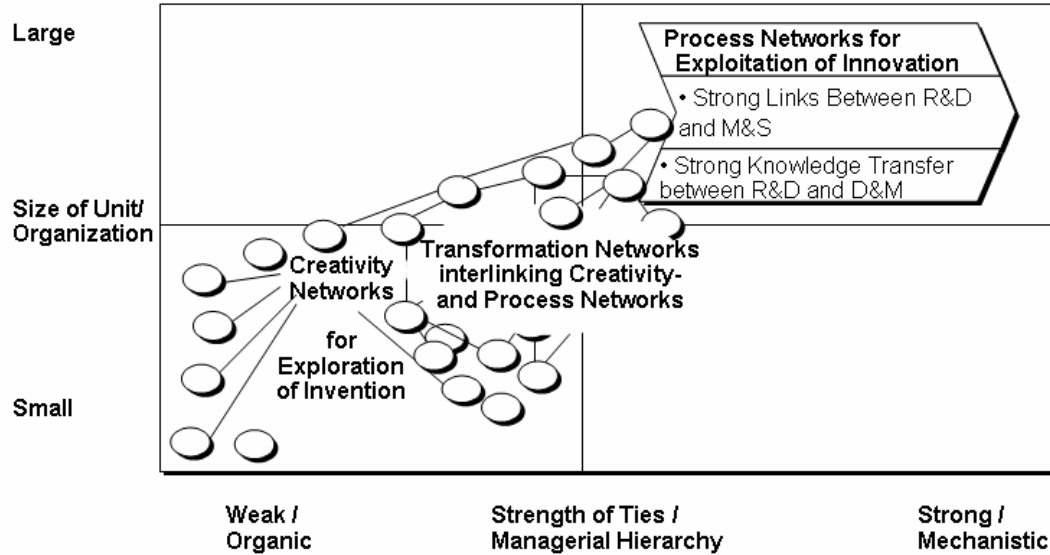 Large
Process Networks for
Exploitation of Innovation
• Strong Links Between R&D
and M&S
• Strong Knowledge Transfer
between R&D and D&M
Size of Unit/
Organization
Creativity
Networks
for
Exploration
of Invention
Transformation Networks
interlinking Creativity-
and Process Networks
Small
Weak /
Organic
Strength of Ties /
Managerial Hierarchy
Strong /
Mechanistic